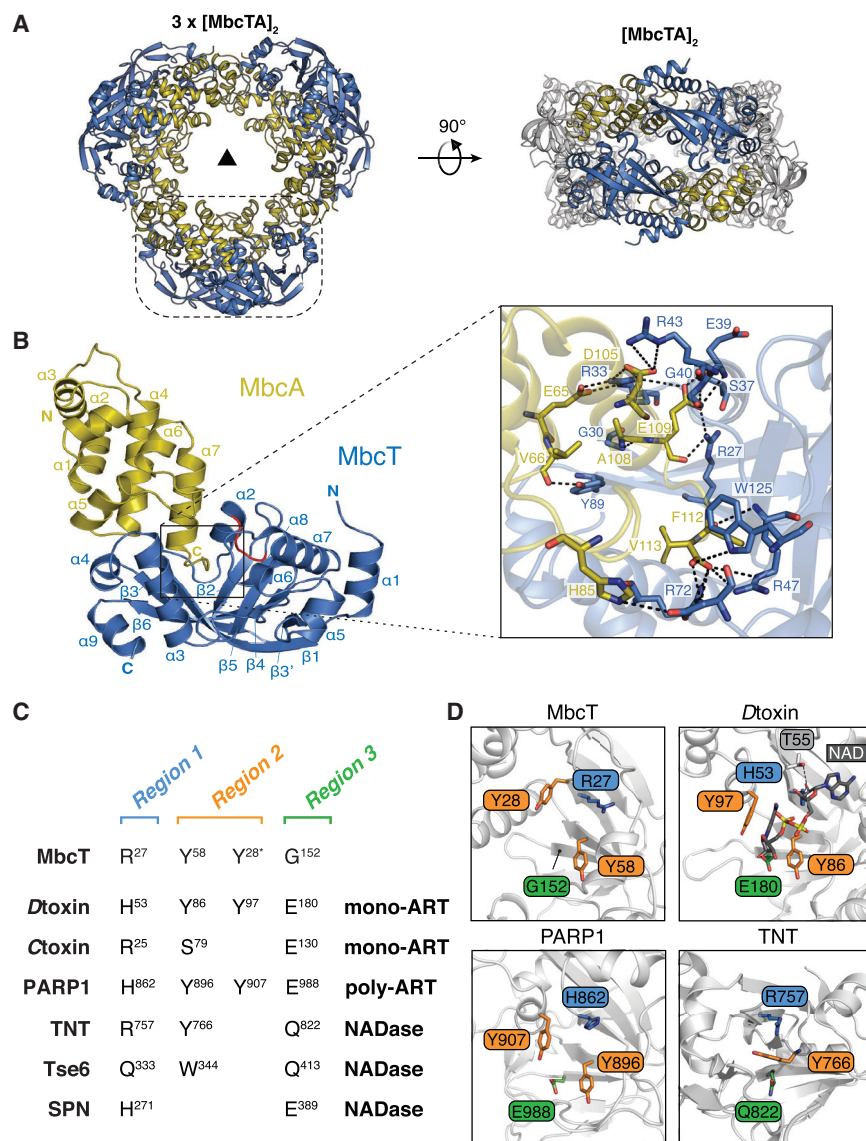 A
3 x [MbcTA]2
[MbcTA]2
90°
B
MbcA
MbcT
α3
N
α2
α4
α6
α7
α1
α5
C
α2
α8
N
α7
α6
α1
α4
β3
β2
β6
α5
α9
C
α3
β5
β4
β3’
β1
R43
E39
D105
R33
G40
S37
E65
E109
G30
R27
V66
A108
Y89
W125
F112
V113
R72
R47
H85
C
Region 1
Region 2
Region 3
MbcT R27 Y58 Y28* G152
Dtoxin H53 Y86 Y97 E180 mono-ART
Ctoxin R25 S79 E130 mono-ART
PARP1 H862 Y896 Y907 E988 poly-ART
TNT R757 Y766 Q822 NADase
Tse6 Q333 W344 Q413 NADase
SPN H271 E389 NADase
D
MbcT
Y28
R27
Y58
G152
Dtoxin
T55
NAD
H53
Y97
Y86
E180
PARP1
H862
Y907
Y896
E988
TNT
R757
Y766
Q822